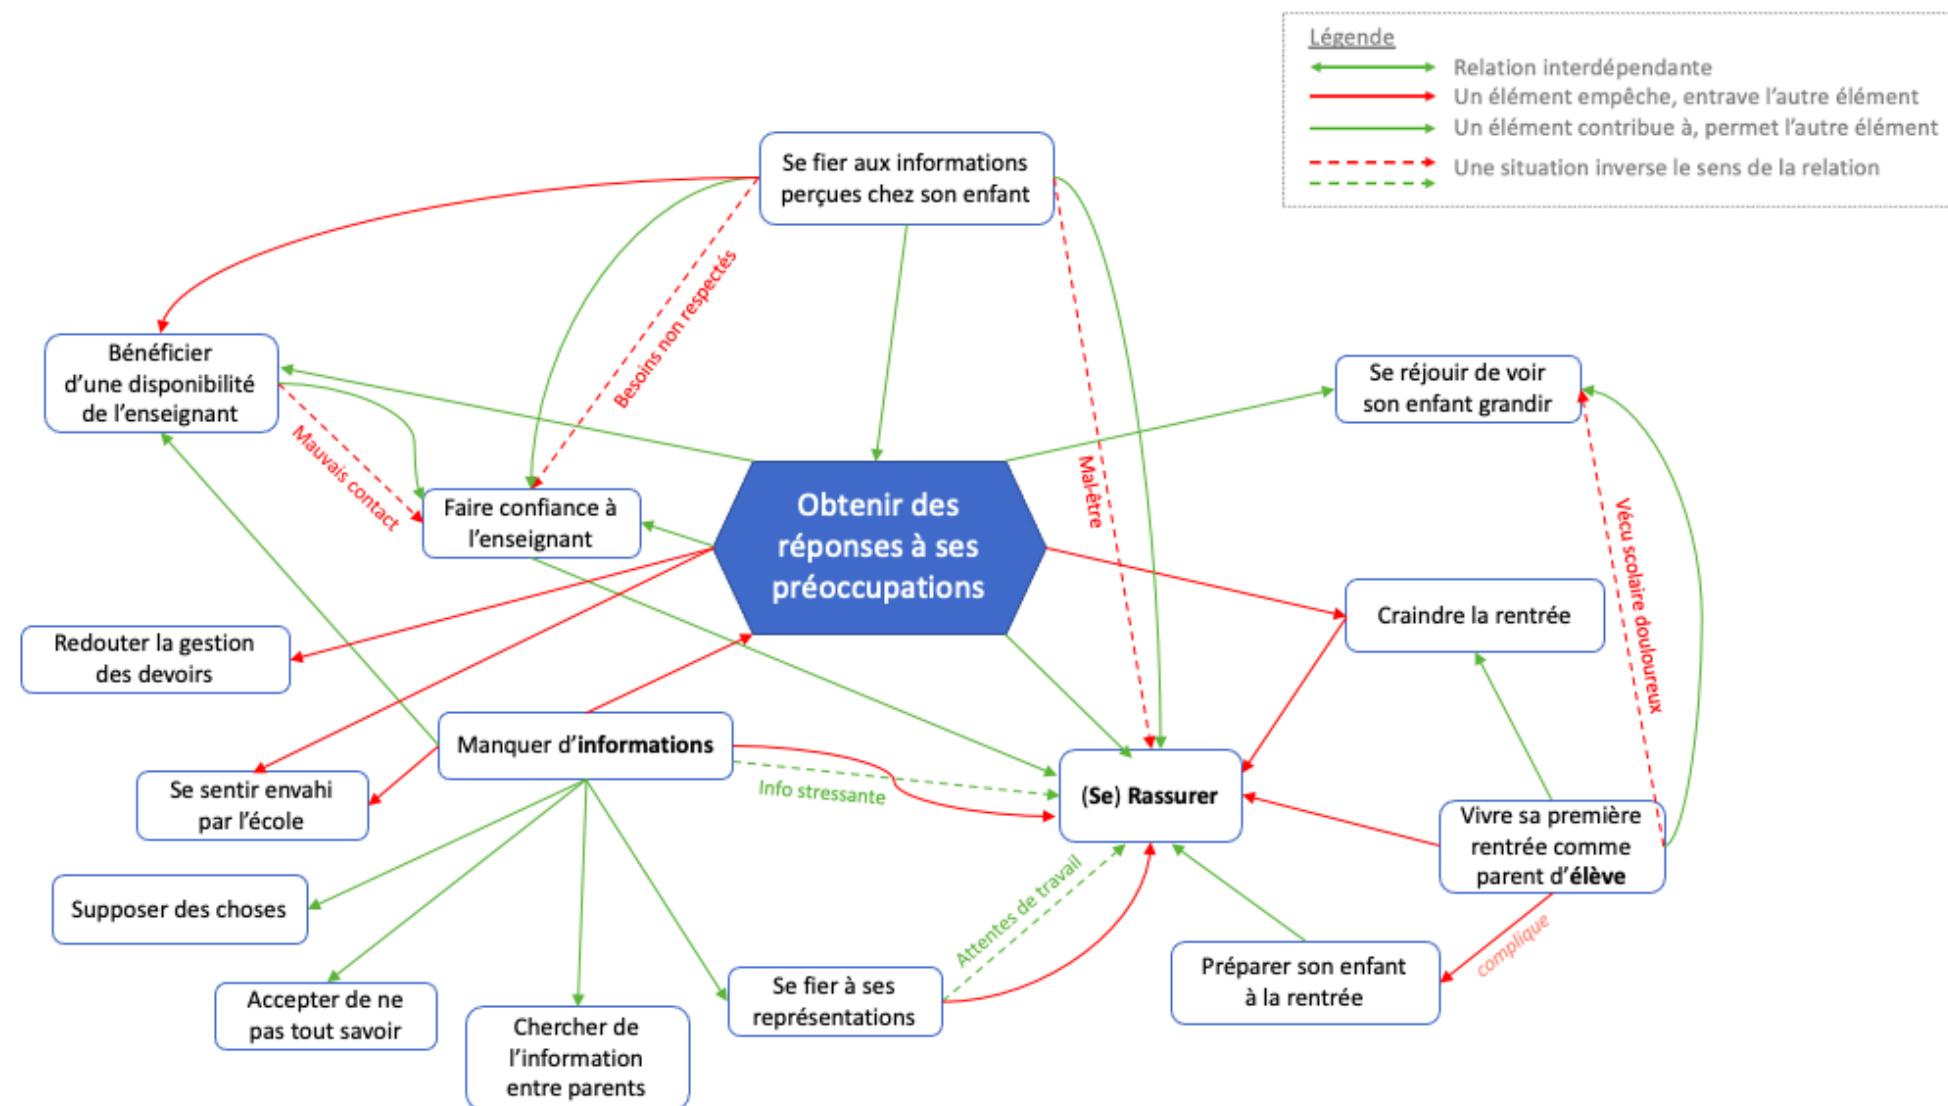 Légende
Relation interdépendante
Un élément empêche, entrave l'autre élément
Un élément contribue à, permet l'autre élément
Une situation inverse le sens de la relation
Se fier aux informations
perçues chez son enfant
Besoins non respectés
Bénéficier
d'une disponibilité
de l'enseignant
Mauvais contact
Se réjouir de voir
son enfant grandir
Mal-être
Faire confiance à
l'enseignant
Obtenir des
réponses à ses
préoccupations
Vécu scolaire douloureux
Craindre la rentrée
Redouter la gestion
des devoirs
Manquer d'informations
Se sentir envahi
par l'école
Info stressante
(Se) Rassurer
Vivre sa première
rentrée comme
parent d'élève
Supposer des choses
Attentes de travail
complique
Préparer son enfant
à la rentrée
Se fier à ses
représentations
Accepter de ne
pas tout savoir
Chercher de
l'information
entre parents